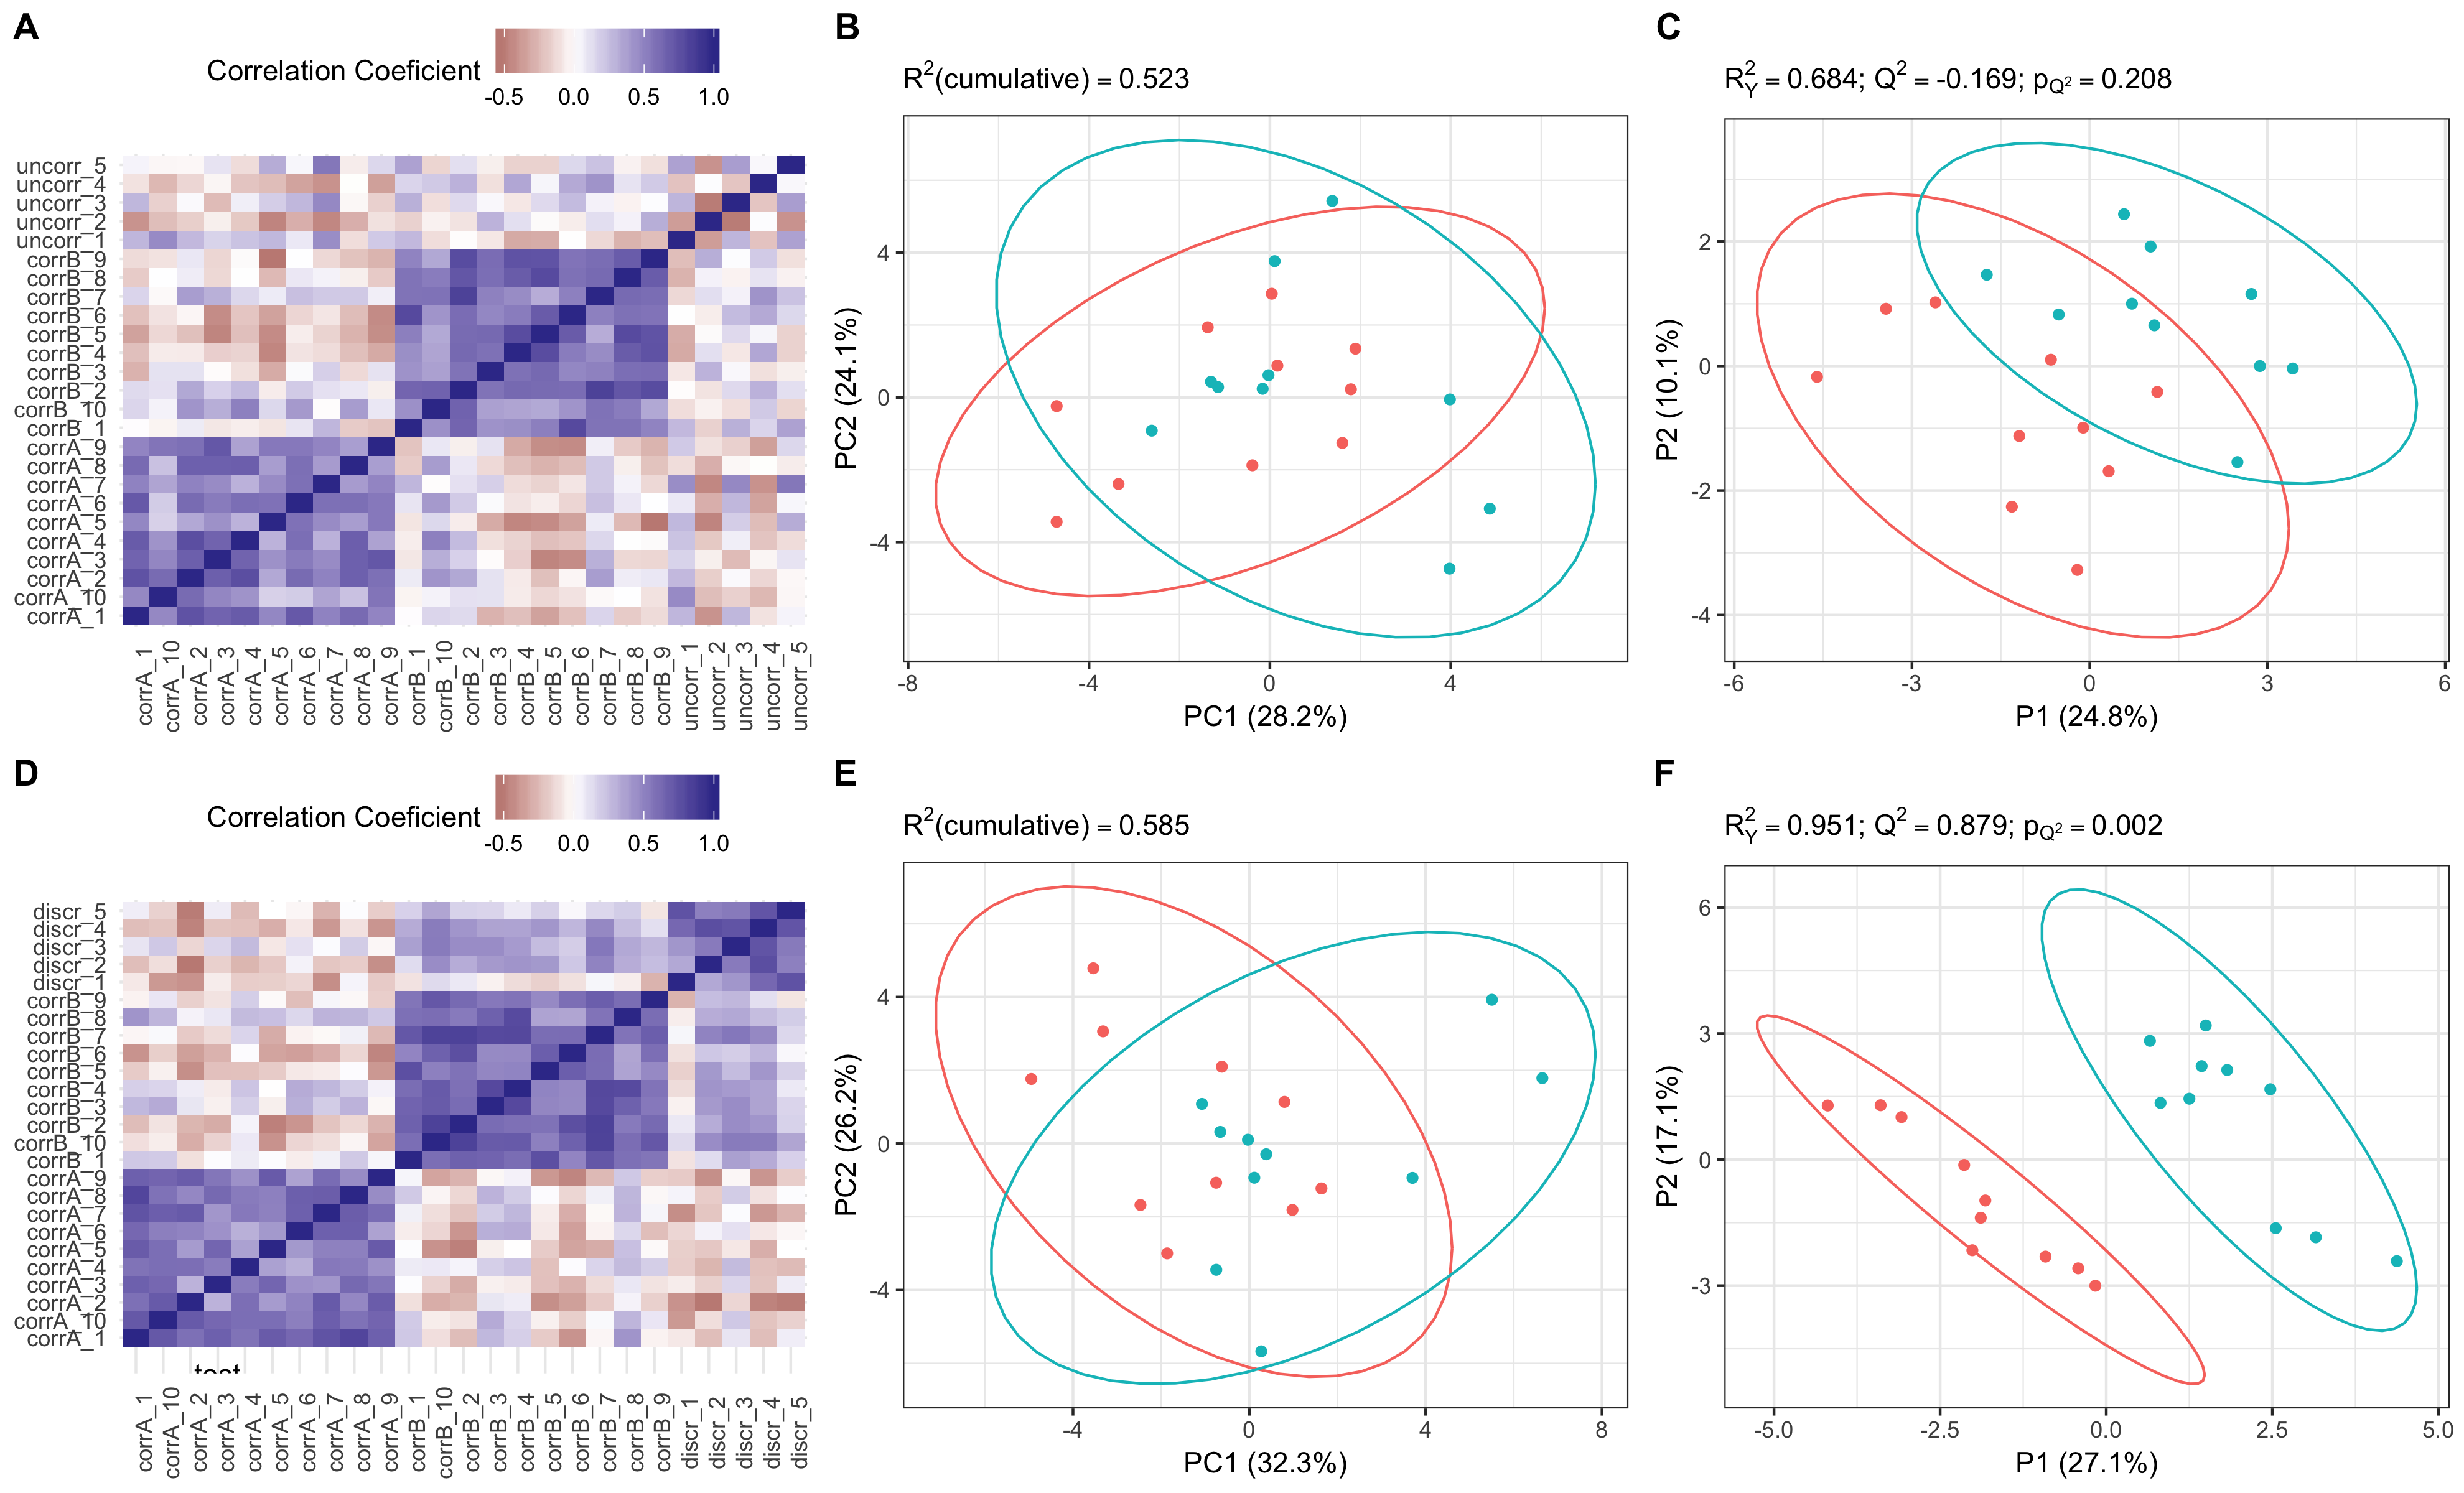 A
Correlation Coeficient
-0.5 0.0 0.5 1.0
uncorr_5
uncorr_4
uncorr_3
uncorr_2
uncorr_1
corrB_9
corrB_8
corrB_7
corrB_6
corrB_5
corrB_4
corrB_3
corrB_2
corrB_10
corrB_1
corrA_9
corrA_8
corrA_7
corrA_6
corrA_5
corrA_4
corrA_3
corrA_2
corrA_10
corrA_1
corrA_1 corrA_10 corrA_2 corrA_3 corrA_4 corrA_5 corrA_6 corrA_7 corrA_8 corrA_9 corrB_1 corrB_10 corrB_2 corrB_3 corrB_4 corrB_5 corrB_6 corrB_7 corrB_8 corrB_9 uncorr_1 uncorr_2 uncorr_3 uncorr_4 uncorr_5
B
R²(cumulative) = 0.523
PC2 (24.1%)
4
0
-4
-8 -4 0 4
PC1 (28.2%)
C
R²Y = 0.684; Q² = -0.169; pQ² = 0.208
P2 (10.1%)
2
0
-2
-4
-6 -3 0 3 6
P1 (24.8%)
D
Correlation Coeficient
-0.5 0.0 0.5 1.0
discr_5
discr_4
discr_3
discr_2
discr_1
corrB_9
corrB_8
corrB_7
corrB_6
corrB_5
corrB_4
corrB_3
corrB_2
corrB_10
corrB_1
corrA_9
corrA_8
corrA_7
corrA_6
corrA_5
corrA_4
corrA_3
corrA_2
corrA_10
corrA_1
corrA_1 corrA_10 corrA_2 corrA_3 corrA_4 corrA_5 corrA_6 corrA_7 corrA_8 corrA_9 corrB_1 corrB_10 corrB_2 corrB_3 corrB_4 corrB_5 corrB_6 corrB_7 corrB_8 corrB_9 discr_1 discr_2 discr_3 discr_4 discr_5
E
R²(cumulative) = 0.585
PC2 (26.2%)
4
0
-4
-4 0 4 8
PC1 (32.3%)
F
R²Y = 0.951; Q² = 0.879; pQ² = 0.002
P2 (17.1%)
6
3
0
-3
-5.0 -2.5 0.0 2.5 5.0
P1 (27.1%)